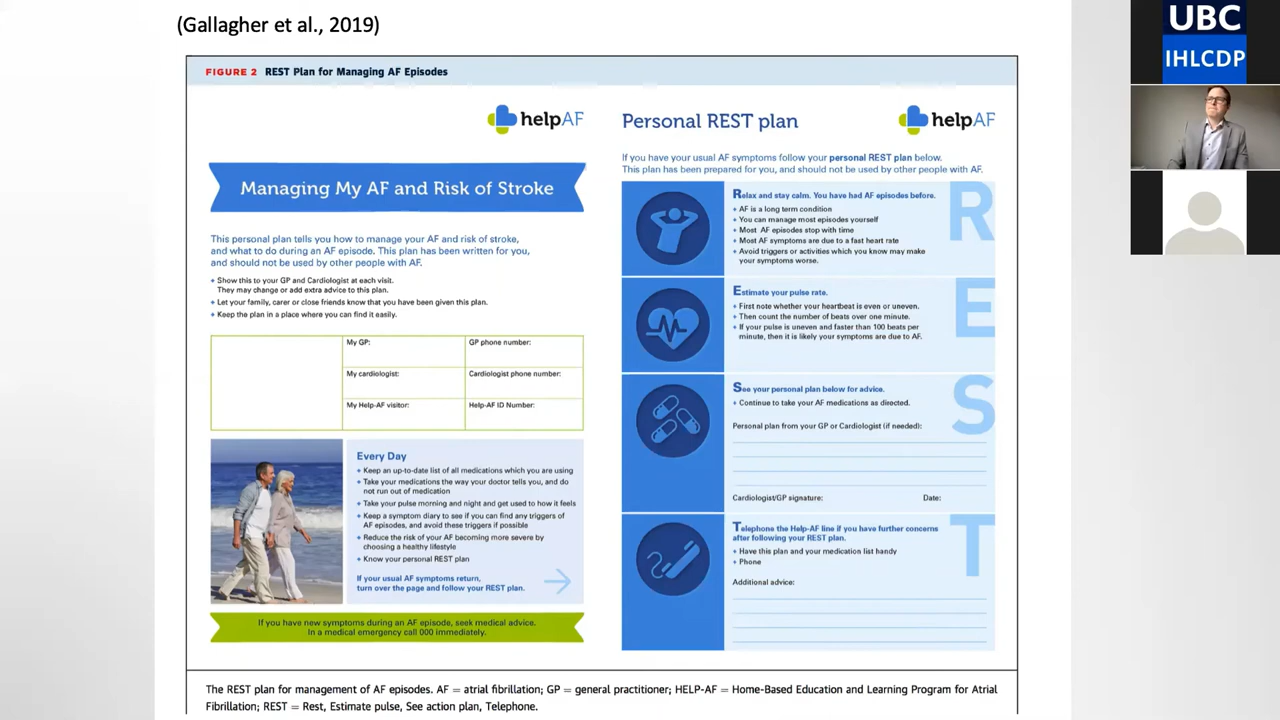 (Gallagher et al., 2019)
UBC
IHLCDP
FIGURE 2 REST Plan for Managing AF Episodes
helpAF
Managing My AF and Risk of Stroke
This personal plan tells you how to manage your AF and risk of stroke,
and what to do during an AF episode. This plan has been written for you,
and should not be used by other people with AF.
+ Show this to your GP and Cardiologist at each visit.
They may change or add extra advice to this plan.
+ Let your family, carer or close friends know that you have been given this plan.
+ Keep the plan in a place where you can find it easily.
My GP: GP phone number:
My cardiologist: Cardiologist phone number:
My Help-AF visitor: Help-AF ID Number:
Every Day
+ Keep an up-to-date list of all medications which you are using
+ Take your medications the way your doctor tells you, and do
not run out of medication
+ Take your pulse morning and night and get used to how it feels
+ Keep a symptom diary to see if you can find any triggers of
AF episodes, and avoid these triggers if possible
+ Reduce the risk of your AF becoming more severe by
choosing a healthy lifestyle
+ Know your personal REST plan
If your usual AF symptoms return,
turn over the page and follow your REST plan.
If you have new symptoms during an AF episode, seek medical advice.
In a medical emergency call 000 immediately.
Personal REST plan
helpAF
If you have your usual AF symptoms follow your personal REST plan below.
This plan has been prepared for you, and should not be used by other people with AF.
Relax and stay calm. You have had AF episodes before.
R
+ AF is a long term condition
+ You can manage most episodes yourself
+ Most AF episodes stop with time
+ Most AF symptoms are due to a fast heart rate
+ Avoid triggers or activities which you know may make
your symptoms worse.
Estimate your pulse rate.
E
+ First note whether your heartbeat is even or uneven.
+ Then count the number of beats over one minute.
+ If your pulse is uneven and faster than 100 beats per
minute, then it is likely your symptoms are due to AF.
See your personal plan below for advice.
S
+ Continue to take your AF medications as directed.
Personal plan from your GP or Cardiologist (if needed):
Cardiologist/GP signature: Date:
Telephone the Help-AF line if you have further concerns
after following your REST plan.
T
+ Have this plan and your medication list handy
+ Phone
Additional advice:
The REST plan for management of AF episodes. AF = atrial fibrillation; GP = general practitioner; HELP-AF = Home-Based Education and Learning Program for Atrial
Fibrillation; REST = Rest, Estimate pulse, See action plan, Telephone.